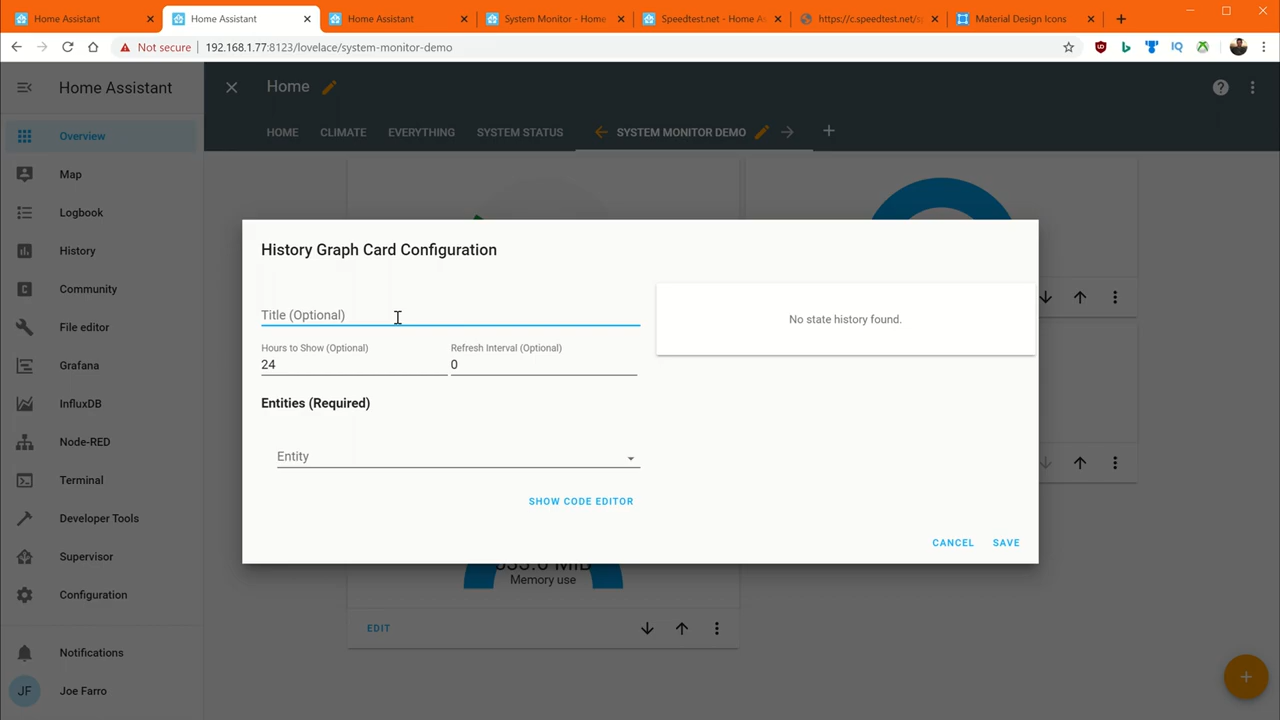 Home Assistant
Home Assistant
Home Assistant
System Monitor - Home
Speedtest.net - Home A
https://c.speedtest.net/s
Material Design Icons
Not secure
192.168.1.77:8123/lovelace/system-monitor-demo
Home Assistant
Home
HOME
CLIMATE
EVERYTHING
SYSTEM STATUS
SYSTEM MONITOR DEMO
Overview
Map
Logbook
History
Community
File editor
Grafana
InfluxDB
Node-RED
Terminal
Developer Tools
Supervisor
Configuration
Notifications
JF
Joe Farro
History Graph Card Configuration
Title (Optional)
Hours to Show (Optional)
Refresh Interval (Optional)
24
0
Entities (Required)
Entity
SHOW CODE EDITOR
No state history found.
CANCEL
SAVE
Memory use
EDIT